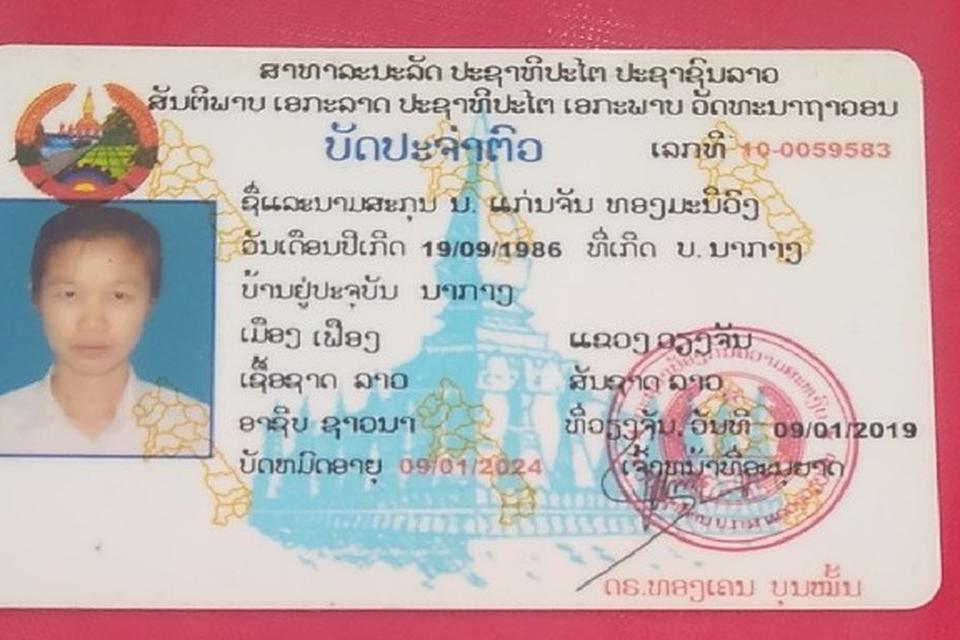 ສາທາລະນະລັດ ປະຊາທິປະໄຕ ປະຊາຊົນລາວ
ສັນຕິພາບ ເອກະລາດ ປະຊາທິປະໄຕ ເອກະພາບ ວັດທະນາຖາວອນ
ບັດປະຈຳຕົວ
ເລກທີ 10-0059583
ຊື່ແລະນາມສະກຸນ ນ. ແກ່ນຈັນ ທອງມະນີວົງ
ວັນເດືອນປີເກີດ 19/09/1986 ທີ່ເກີດ ບ. ນາກາງ
ບ້ານຢູ່ປະຈຸບັນ ນາກາງ
ເມືອງ ເຟືອງ ແຂວງ ວຽງຈັນ
ເຊື້ອຊາດ ລາວ ສັນຊາດ ລາວ
ອາຊີບ ຊາວນາ ທີ່ວຽງຈັນ, ວັນທີ 09/01/2019
ບັດຫມົດອາຍຸ 09/01/2024 ເຈົ້າຫນ້າທີ່ອະນຸຍາດ
ດຣ.ທອງເຄນ ບຸນໝັ້ນ